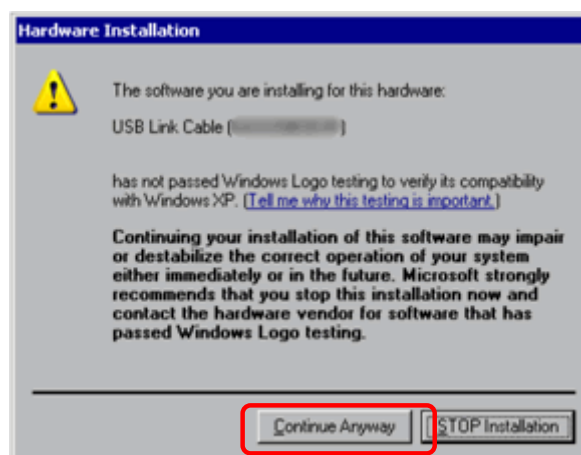 Hardware Installation
The software you are installing for this hardware:
USB Link Cable ( )
has not passed Windows Logo testing to verify its compatibility
with Windows XP. (Tell me why this testing is important.)
Continuing your installation of this software may impair
or destabilize the correct operation of your system
either immediately or in the future. Microsoft strongly
recommends that you stop this installation now and
contact the hardware vendor for software that has
passed Windows Logo testing.
Continue Anyway STOP Installation